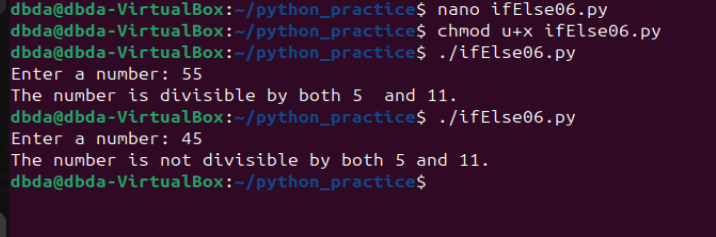 dbda@dbda-VirtualBox:~/python_practice$ nano ifElse06.py
dbda@dbda-VirtualBox:~/python_practice$ chmod u+x ifElse06.py
dbda@dbda-VirtualBox:~/python_practice$ ./ifElse06.py
Enter a number: 55
The number is divisible by both 5  and 11.
dbda@dbda-VirtualBox:~/python_practice$ ./ifElse06.py
Enter a number: 45
The number is not divisible by both 5 and 11.
dbda@dbda-VirtualBox:~/python_practice$